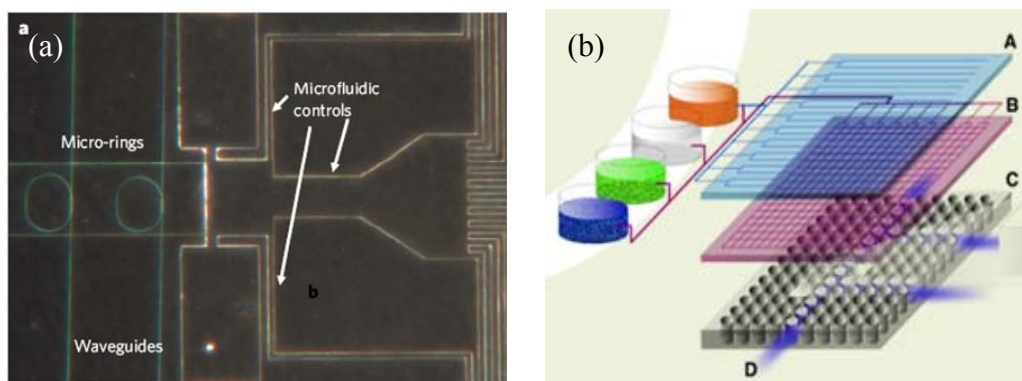 a
(a)
Microfluidic
controls
Micro-rings
b
Waveguides
(b)
A
B
C
D